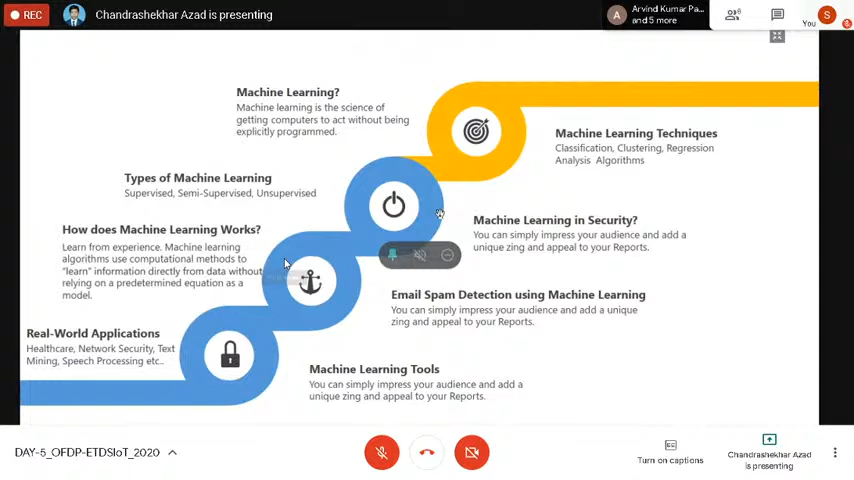 REC
Chandrashekhar Azad is presenting
A
Arvind Kumar Pa...
and 5 more
6
You
S
Machine Learning?
Machine learning is the science of
getting computers to act without being
explicitly programmed.
Machine Learning Techniques
Classification, Clustering, Regression
Analysis Algorithms
Types of Machine Learning
Supervised, Semi-Supervised, Unsupervised
Machine Learning in Security?
You can simply impress your audience and add a
unique zing and appeal to your Reports.
How does Machine Learning Works?
Learn from experience. Machine learning
algorithms use computational methods to
“learn” information directly from data without
relying on a predetermined equation as a
model.
Email Spam Detection using Machine Learning
You can simply impress your audience and add a unique
zing and appeal to your Reports.
Real-World Applications
Healthcare, Network Security, Text
Mining, Speech Processing etc..
Machine Learning Tools
You can simply impress your audience and add a
unique zing and appeal to your Reports.
DAY-5_OFDP-ETDSIoT_2020
Turn on captions
Chandrashekhar Azad
is presenting